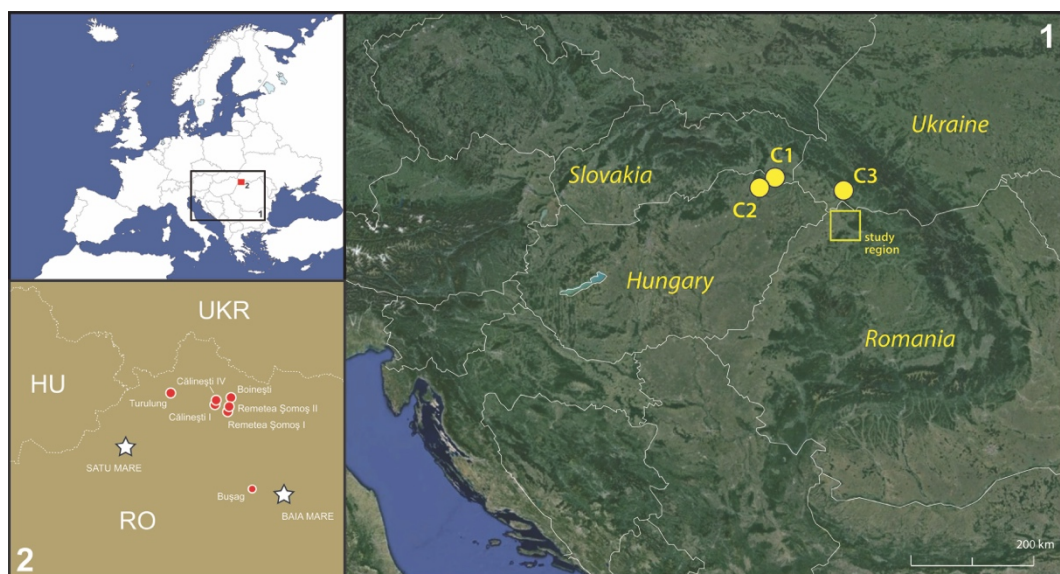 2
1
1
Ukraine
C1
Slovakia
C3
C2
study
region
Hungary
Romania
200 km
UKR
HU
Călinești IV
Boinești
Turulung
Remetea Șomoș II
Călinești I
Remetea Șomoș I
SATU MARE
Bușag
RO
BAIA MARE
2